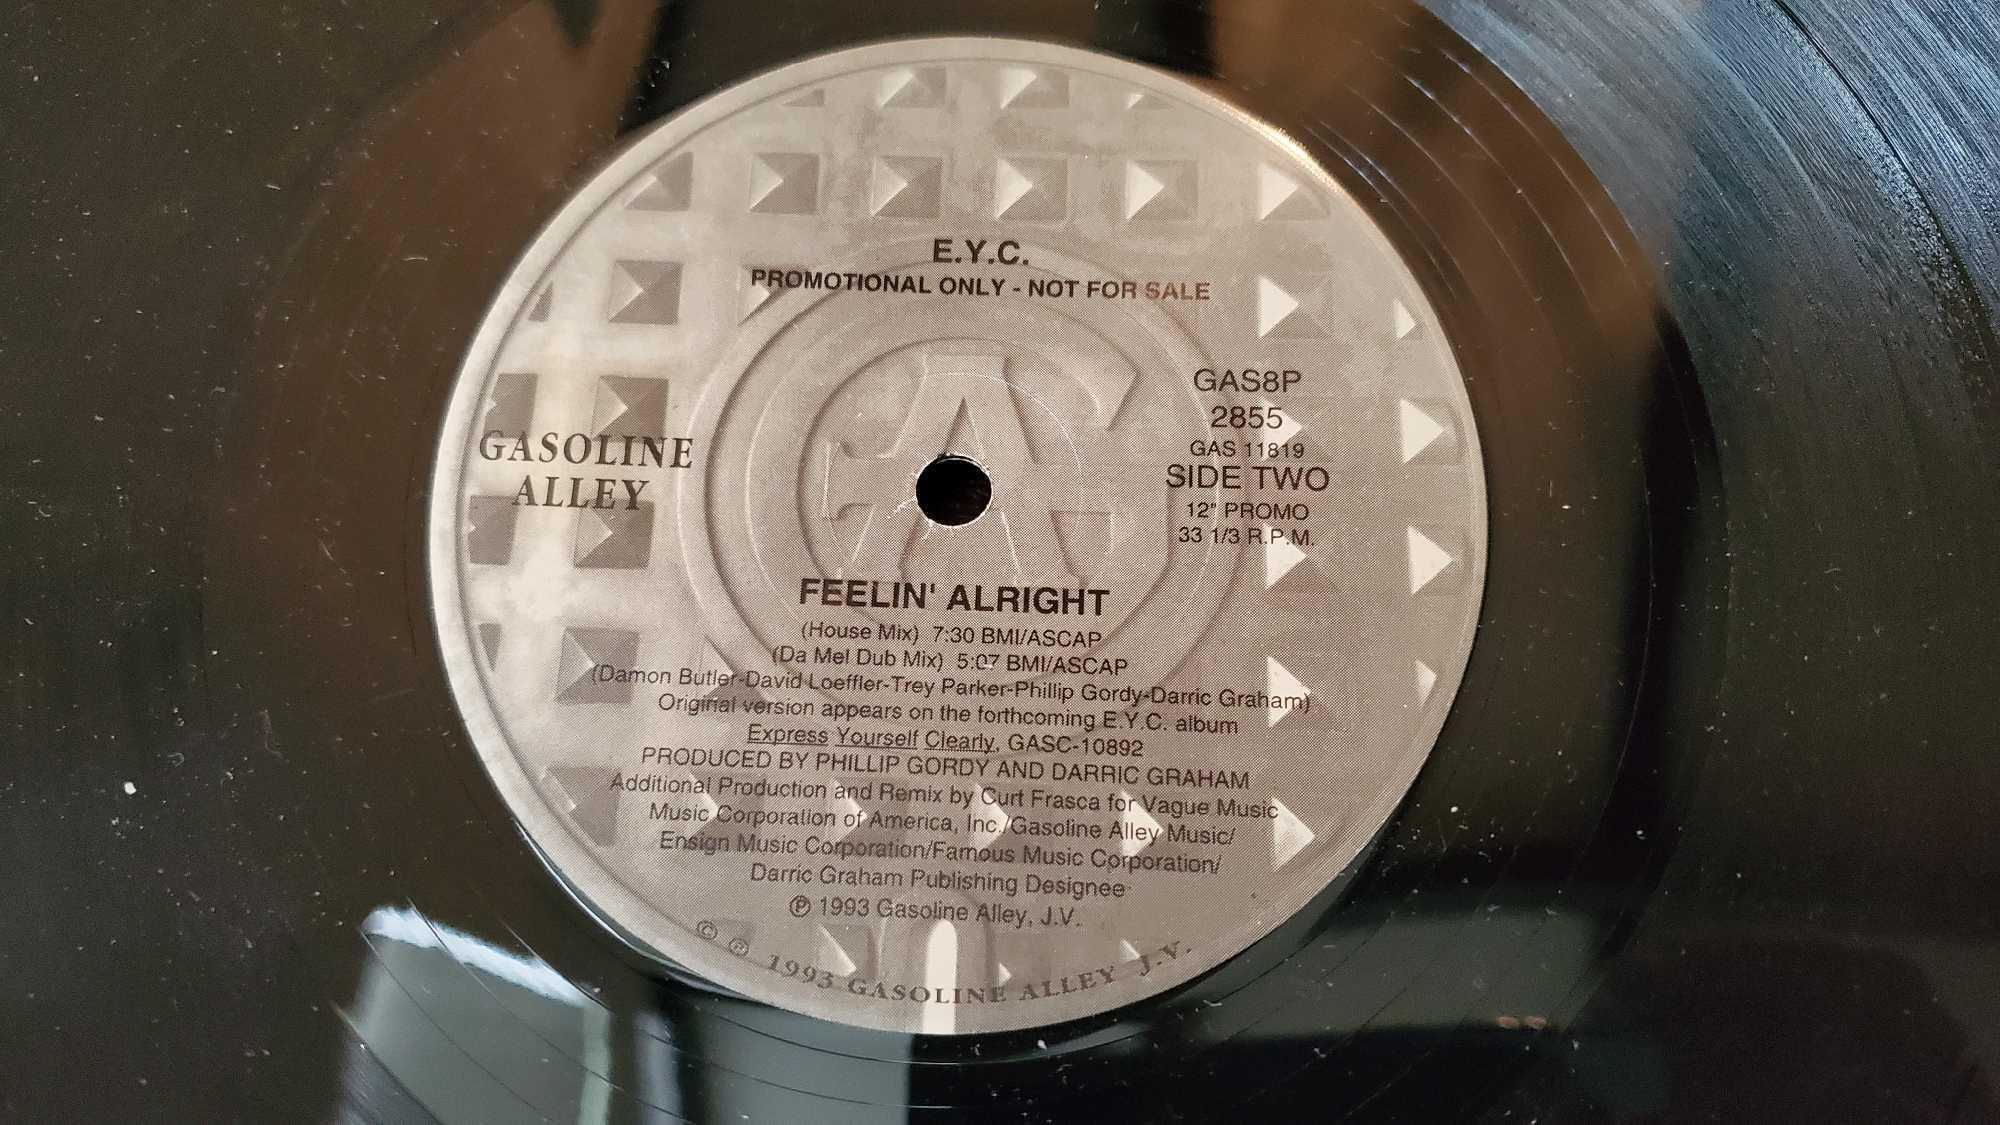 E.Y.C.
PROMOTIONAL ONLY - NOT FOR SALE
GASOLINE
ALLEY
GAS8P
2855
GAS 11819
SIDE TWO
12" PROMO
33 1/3 R.P.M.
FEELIN' ALRIGHT
(House Mix) 7:30 BMI/ASCAP
(Da Mel Dub Mix) 5:07 BMI/ASCAP
(Damon Butler-David Loeffler-Trey Parker-Phillip Gordy-Darric Graham)
Original version appears on the forthcoming E.Y.C. album
Express Yourself Clearly, GASC-10892
PRODUCED BY PHILLIP GORDY AND DARRIC GRAHAM
Additional Production and Remix by Curt Frasca for Vague Music
Music Corporation of America, Inc./Gasoline Alley Music/
Ensign Music Corporation/Famous Music Corporation/
Darric Graham Publishing Designee
℗ 1993 Gasoline Alley, J.V.
© ℗ 1993 GASOLINE ALLEY J.V.